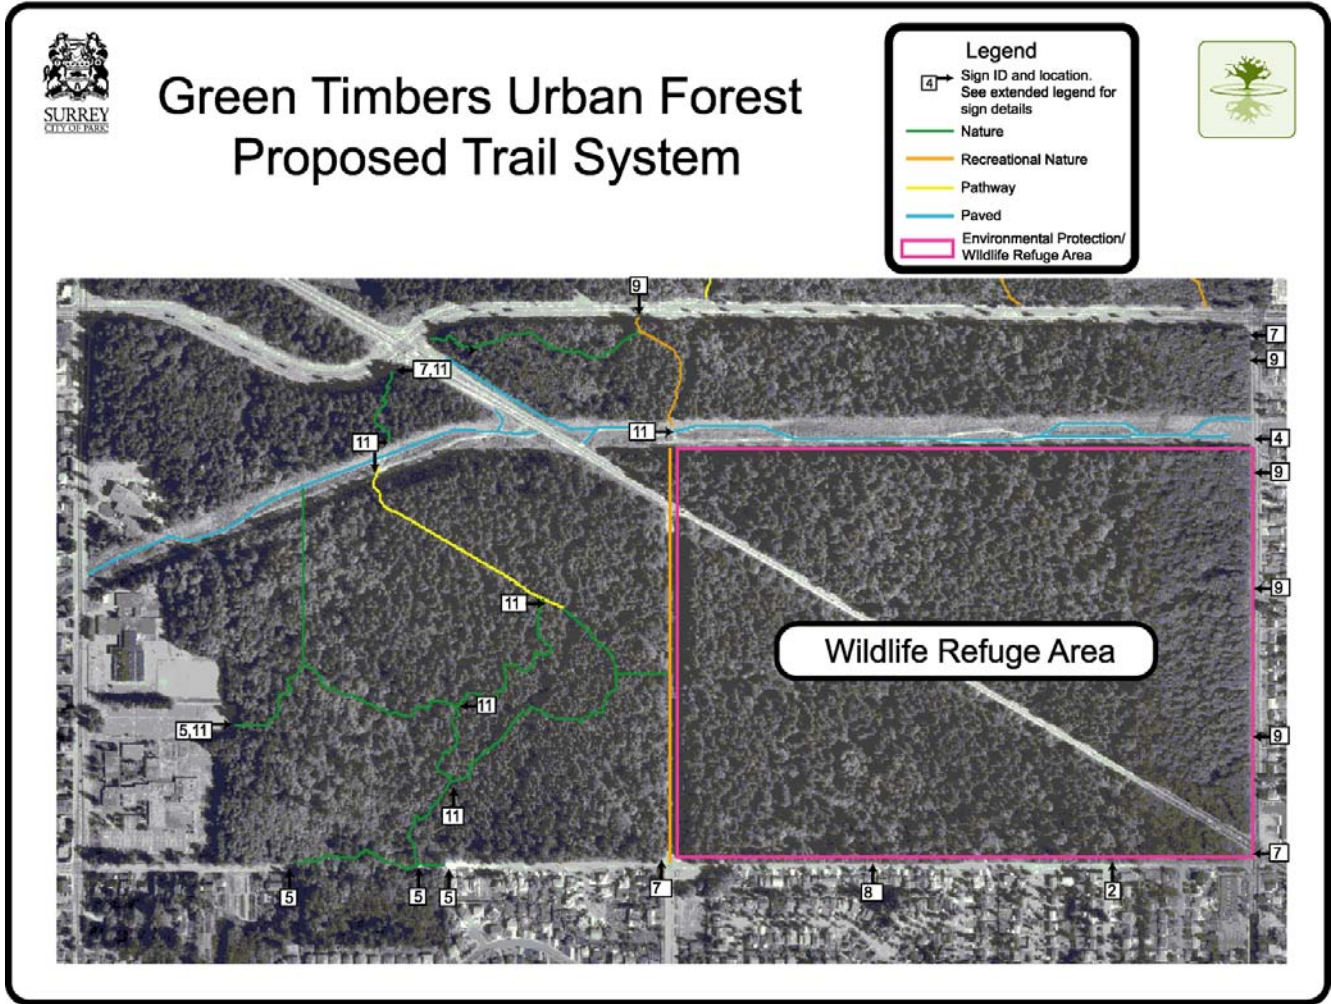 SURREY
CITY OF PARKS
Green Timbers Urban Forest
Proposed Trail System
Legend
4
Sign ID and location.
See extended legend for
sign details
Nature
Recreational Nature
Pathway
Paved
Environmental Protection/
Wildlife Refuge Area
9
7
9
7,11
11
11
4
9
11
9
Wildlife Refuge Area
11
5,11
9
11
7
5
5
5
7
8
2